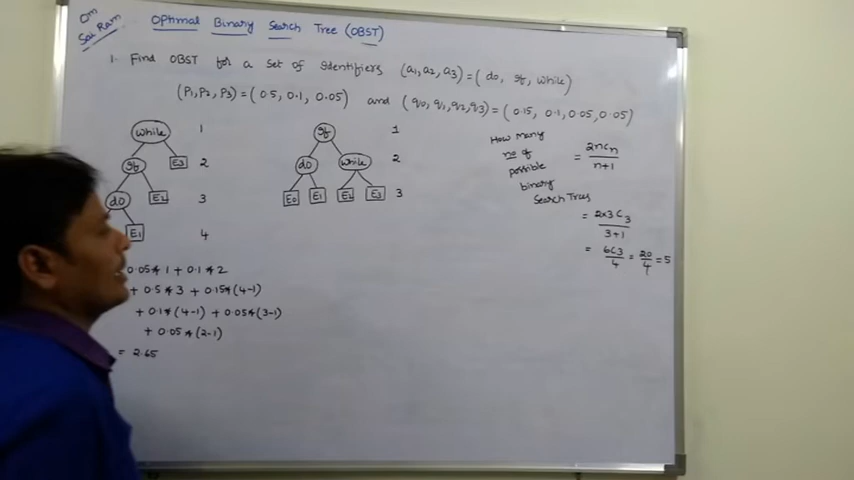 Om
Sai Ram
Optimal Binary Search Tree (OBST)
1. Find OBST for a set of identifiers (a1, a2, a3) = ( do, if, while)
(P1, P2, P3) = ( 0.5, 0.1, 0.05) and (q0, q1, q2, q3) = ( 0.15, 0.1, 0.05, 0.05)
while 1
if E3 2
do E2 3
E1 4
if 1
do while 2
E0 E1 E2 E3 3
How many
no of
possible
binary
Search Trees
= 2nCn
n+1
= 2×3C3
3+1
= 6C3 = 20 = 5
4 4
0.05*1 + 0.1*2
+ 0.5*3 + 0.15*(4-1)
+ 0.1*(4-1) + 0.05*(3-1)
+ 0.05*(2-1)
= 2.65